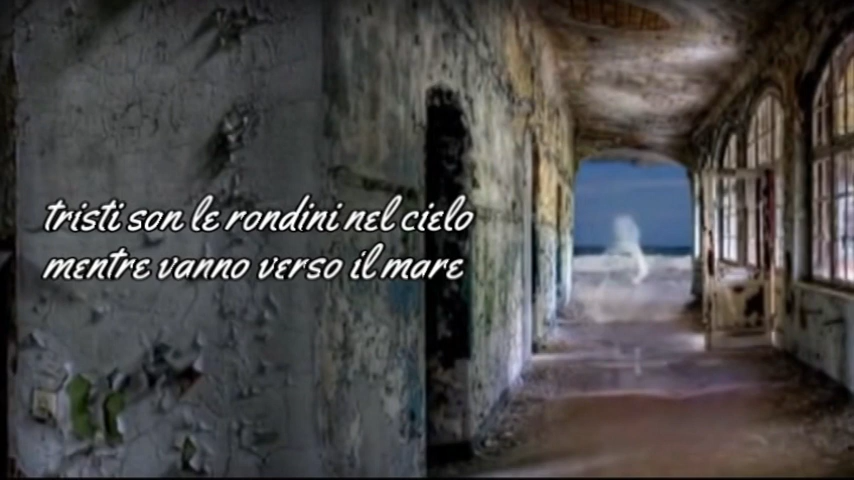 tristi son le rondini nel cielo
mentre vanno verso il mare